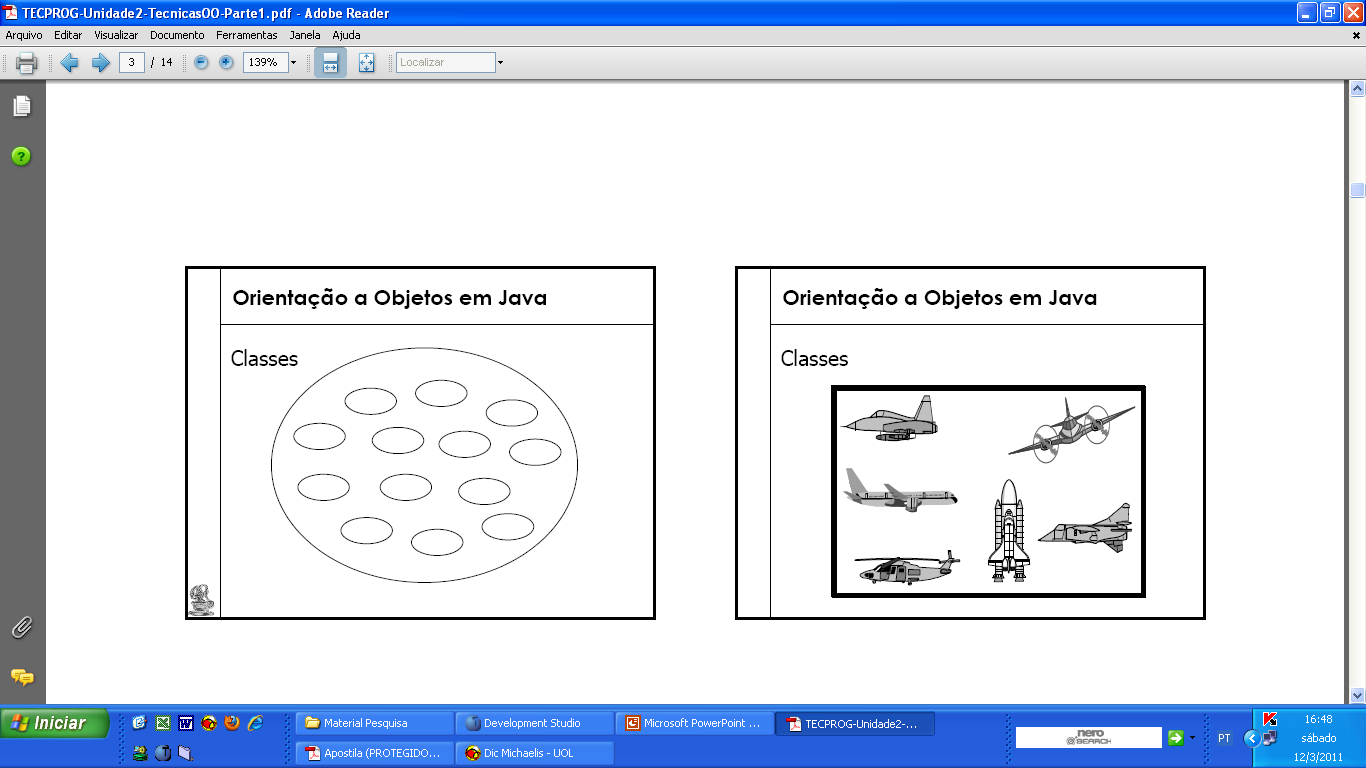 TECPROG-Unidade2-TecnicasOO-Parte1.pdf - Adobe Reader
Arquivo Editar Visualizar Documento Ferramentas Janela Ajuda
3 / 14 139% Localizar
Orientação a Objetos em Java
Classes
Orientação a Objetos em Java
Classes
Iniciar
Material Pesquisa
Development Studio
Microsoft PowerPoint ...
TECPROG-Unidade2-...
Apostila (PROTEGIDO...
Dic Michaelis - UOL
nero
SEARCH
PT
16:48
sábado
12/3/2011